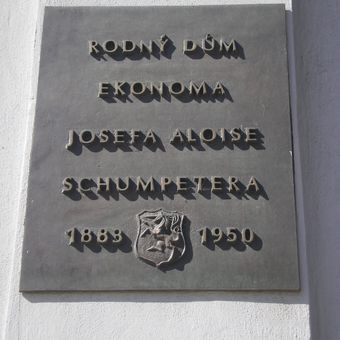 RODNÝ DŮM
EKONOMA
JOSEFA ALOISE
SCHUMPETERA
1883 1950